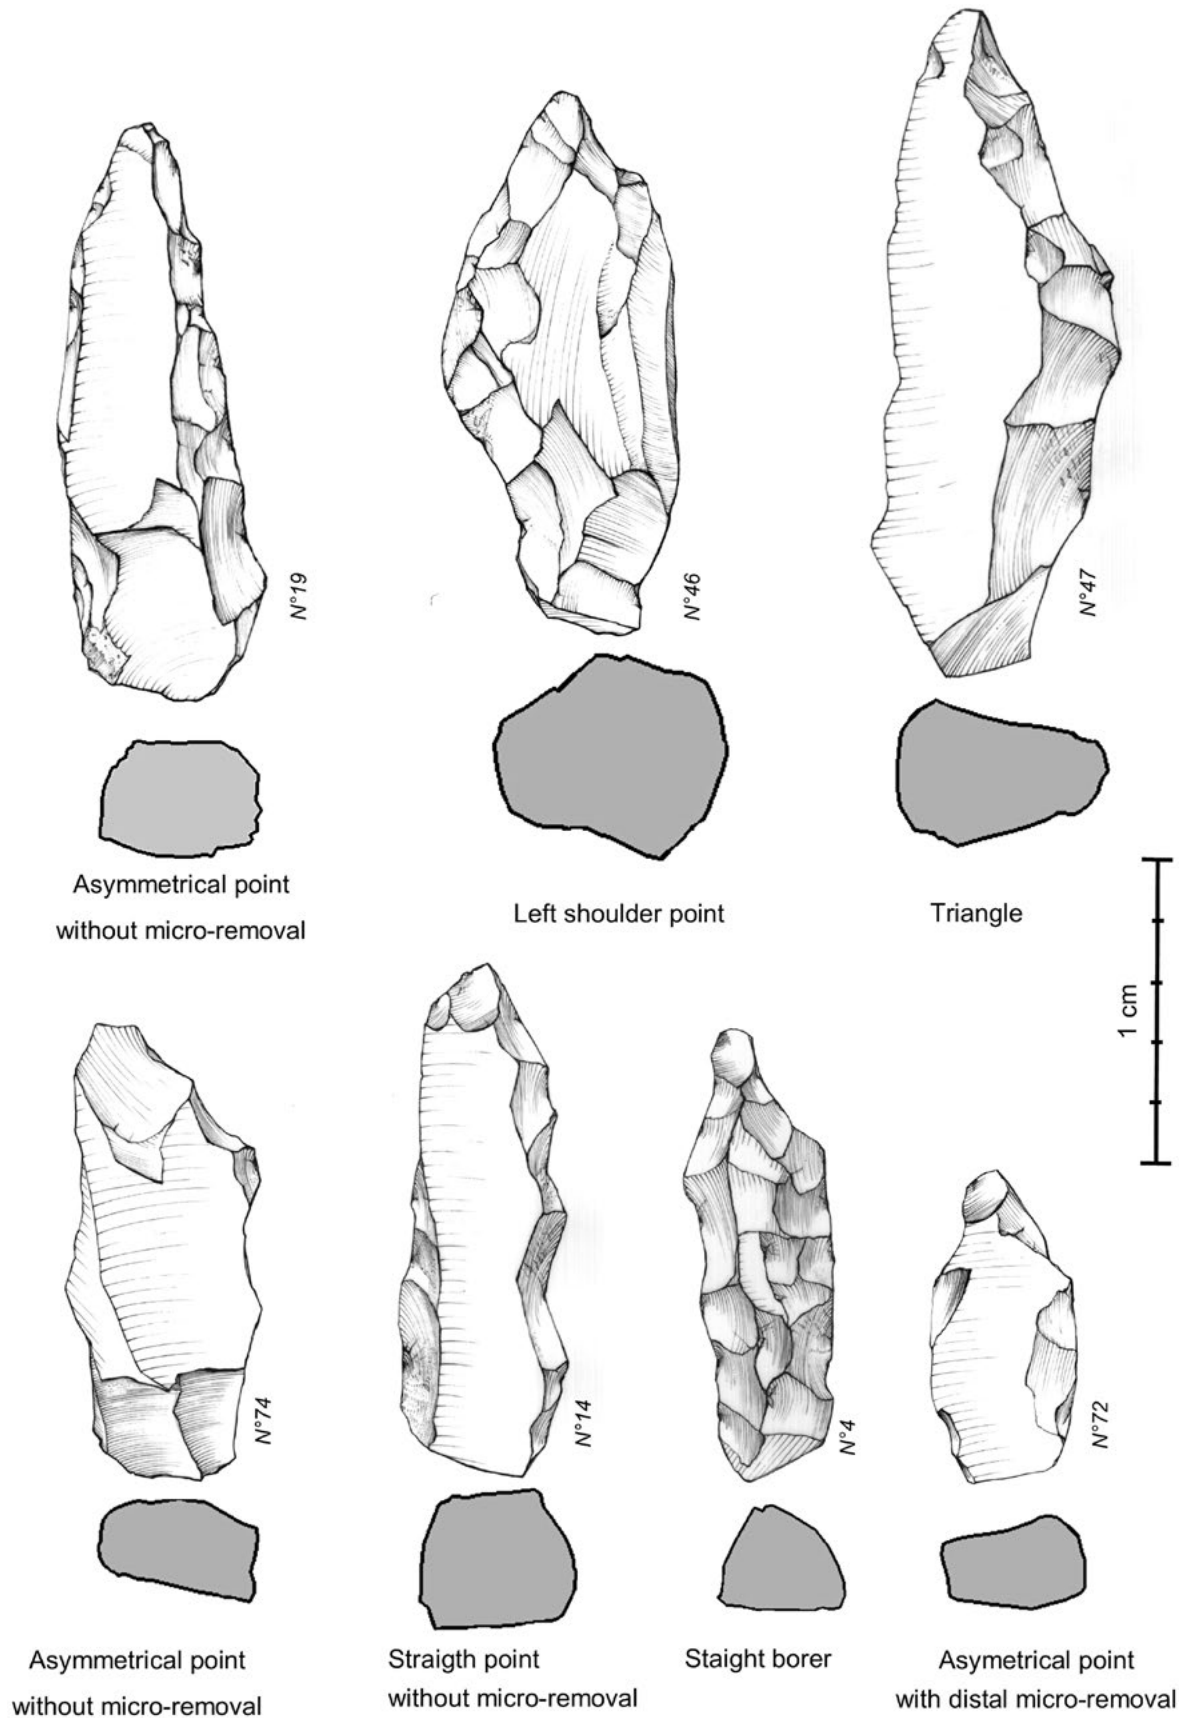 N°19
N°46
N°47
Asymmetrical point
without micro-removal
Left shoulder point
Triangle
1 cm
N°74
N°14
N°4
N°72
Asymmetrical point
without micro-removal
Straigth point
without micro-removal
Staight borer
Asymetrical point
with distal micro-removal